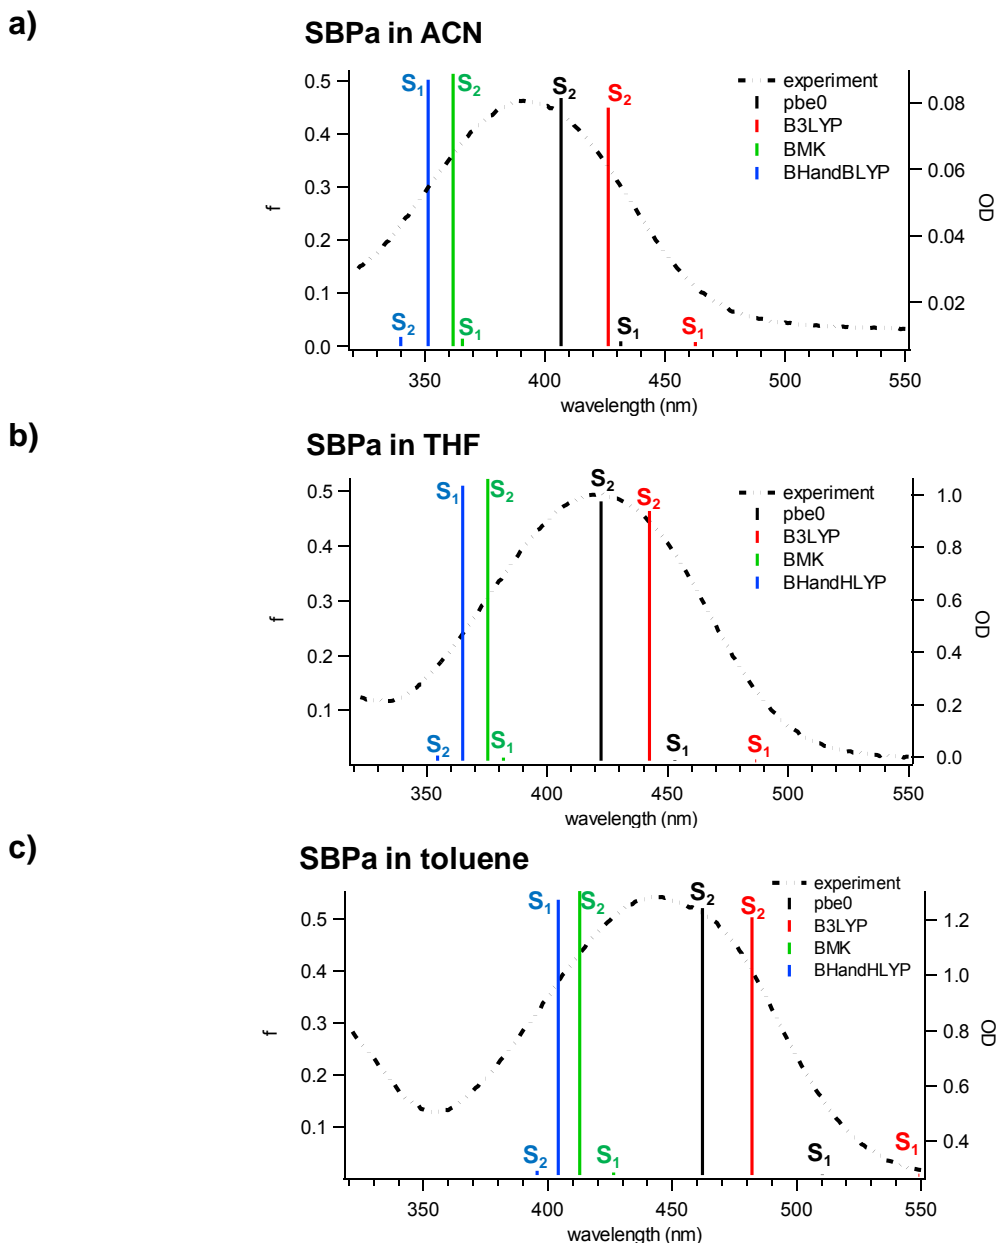 a)
SBPa in ACN
experiment
pbe0
B3LYP
BMK
BHandBLYP
S1 S2 S2 S2
S2 S1 S1 S1
0.5
0.4
0.3
0.2
0.1
0.0
f
0.08
0.06
0.04
0.02
OD
350 400 450 500 550
wavelength (nm)
b)
SBPa in THF
experiment
pbe0
B3LYP
BMK
BHandHLYP
S1 S2 S2 S2
S2 S1 S1 S1
0.5
0.4
0.3
0.2
0.1
f
1.0
0.8
0.6
0.4
0.2
0.0
OD
350 400 450 500 550
wavelength (nm)
c)
SBPa in toluene
experiment
pbe0
B3LYP
BMK
BHandHLYP
S1 S2 S2 S2
S2 S1 S1 S1
0.5
0.4
0.3
0.2
0.1
f
1.2
1.0
0.8
0.6
0.4
OD
350 400 450 500 550
wavelength (nm)